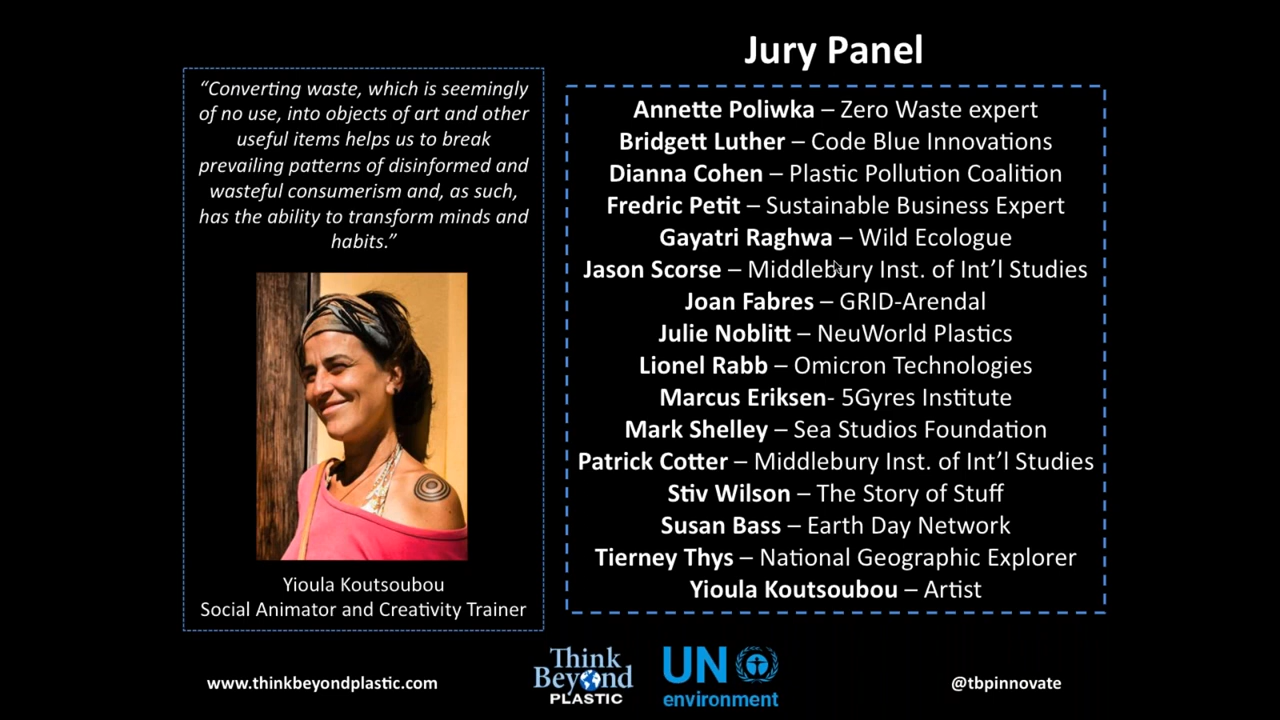 Jury Panel
“Converting waste, which is seemingly
of no use, into objects of art and other
useful items helps us to break
prevailing patterns of disinformed and
wasteful consumerism and, as such,
has the ability to transform minds and
habits.”
Yioula Koutsoubou
Social Animator and Creativity Trainer
Annette Poliwka – Zero Waste expert
Bridgett Luther – Code Blue Innovations
Dianna Cohen – Plastic Pollution Coalition
Fredric Petit – Sustainable Business Expert
Gayatri Raghwa – Wild Ecologue
Jason Scorse – Middlebury Inst. of Int’l Studies
Joan Fabres – GRID-Arendal
Julie Noblitt – NeuWorld Plastics
Lionel Rabb – Omicron Technologies
Marcus Eriksen- 5Gyres Institute
Mark Shelley – Sea Studios Foundation
Patrick Cotter – Middlebury Inst. of Int’l Studies
Stiv Wilson – The Story of Stuff
Susan Bass – Earth Day Network
Tierney Thys – National Geographic Explorer
Yioula Koutsoubou – Artist
www.thinkbeyondplastic.com
Think
Beyond
PLASTIC
UN
environment
@tbpinnovate